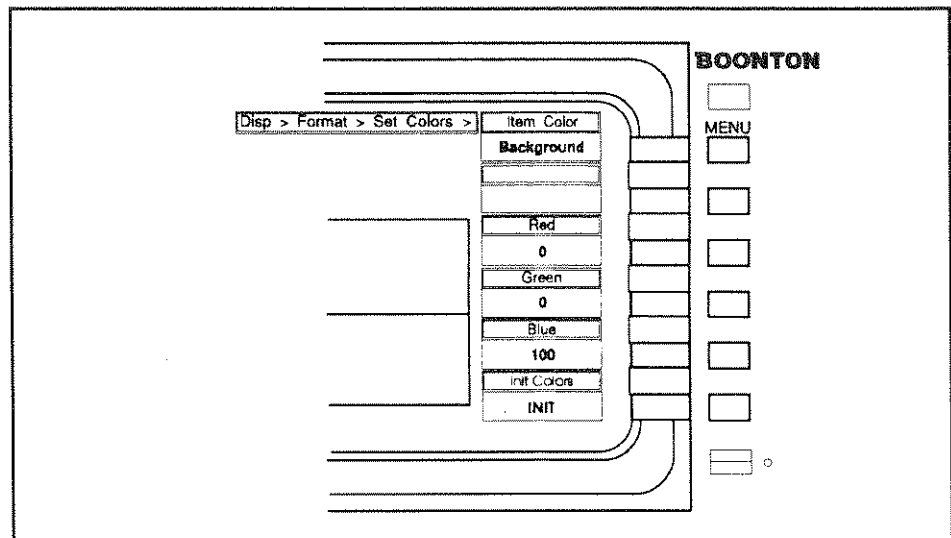 BOONTON
MENU
Disp > Format > Set Colors >
Item Color
Background
Red
0
Green
0
Blue
100
Init Colors
INIT